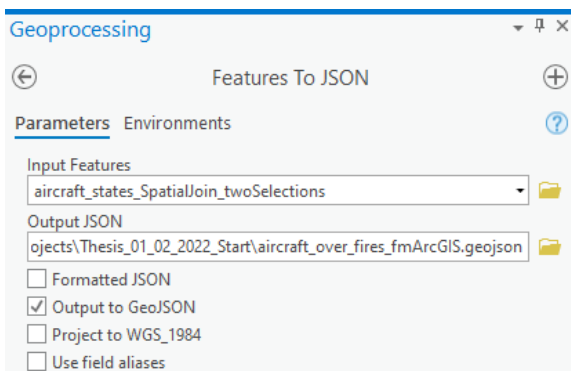 Geoprocessing
Features To JSON
Parameters Environments
Input Features
aircraft_states_SpatialJoin_twoSelections
Output JSON
ojects\Thesis_01_02_2022_Start\aircraft_over_fires_fmArcGIS.geojson
Formatted JSON
Output to GeoJSON
Project to WGS_1984
Use field aliases